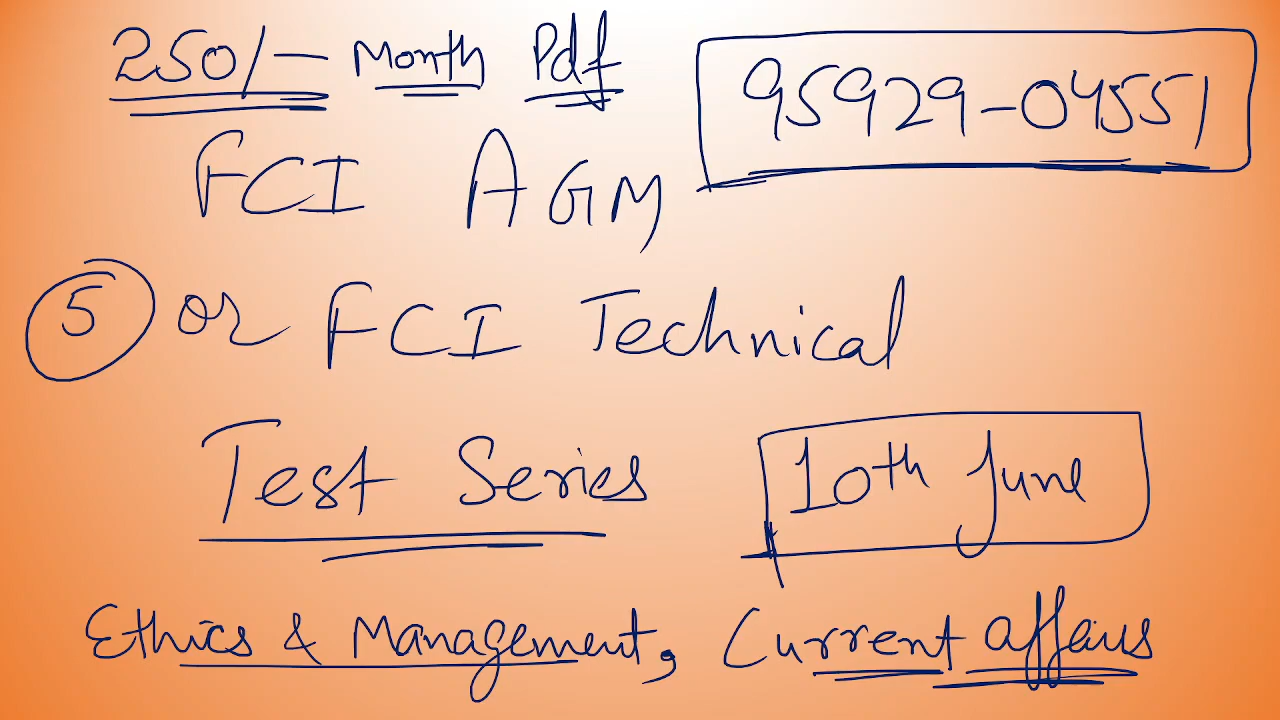 250/- Month Pdf
95929-04551
FCI AGM
5 or FCI Technical
Test Series
10th June
Ethics & Management, Current affairs